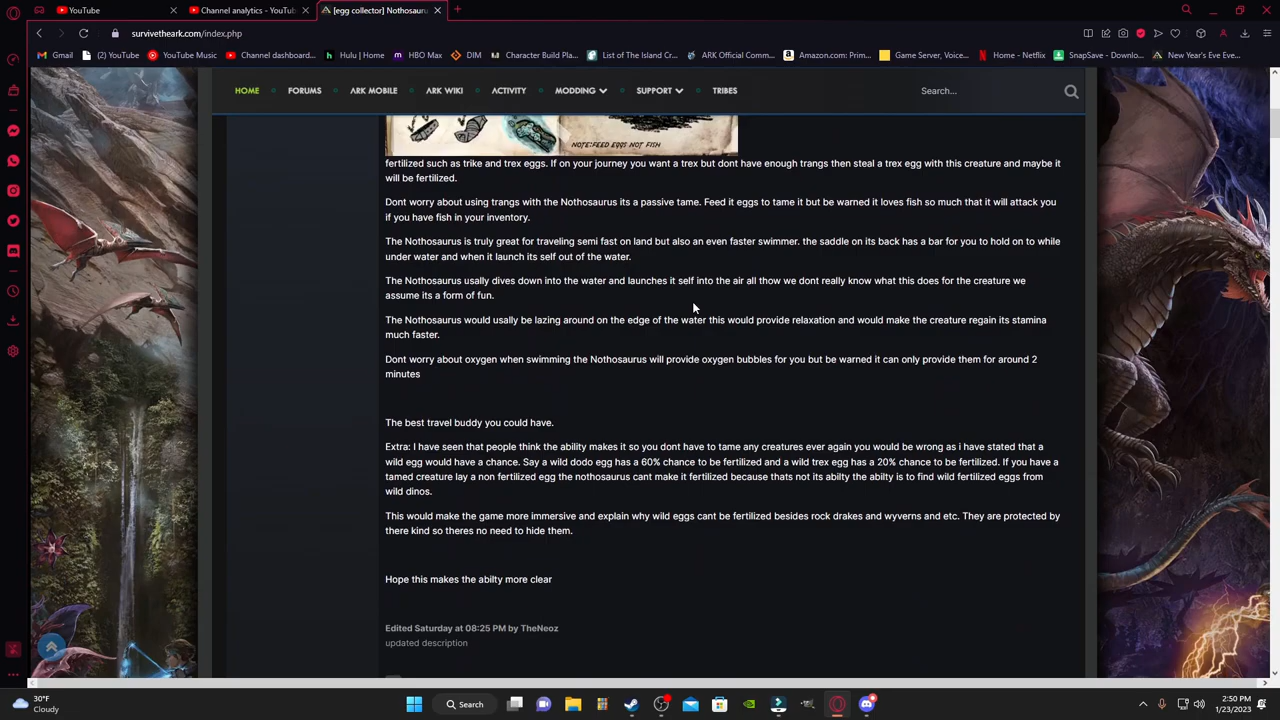 YouTube
Channel analytics - YouTub
[egg collector] Nothosauru
survivetheark.com/index.php
Gmail
(2) YouTube
YouTube Music
Channel dashboard...
Hulu | Home
HBO Max
DIM
Character Build Pla...
List of The Island Cr...
ARK Official Comm...
Amazon.com: Prim...
Game Server, Voice...
Home - Netflix
SnapSave - Downlo...
New Year's Eve Eve...
HOME
FORUMS
ARK MOBILE
ARK WIKI
ACTIVITY
MODDING
SUPPORT
TRIBES
Search...
NOTE:FEED EGGS NOT FISH
fertilized such as trike and trex eggs. If on your journey you want a trex but dont have enough trangs then steal a trex egg with this creature and maybe it
will be fertilized.
Dont worry about using trangs with the Nothosaurus its a passive tame. Feed it eggs to tame it but be warned it loves fish so much that it will attack you
if you have fish in your inventory.
The Nothosaurus is truly great for traveling semi fast on land but also an even faster swimmer. the saddle on its back has a bar for you to hold on to while
under water and when it launch its self out of the water.
The Nothosaurus usally dives down into the water and launches it self into the air all thow we dont really know what this does for the creature we
assume its a form of fun.
The Nothosaurus would usally be lazing around on the edge of the water this would provide relaxation and would make the creature regain its stamina
much faster.
Dont worry about oxygen when swimming the Nothosaurus will provide oxygen bubbles for you but be warned it can only provide them for around 2
minutes
The best travel buddy you could have.
Extra: I have seen that people think the ability makes it so you dont have to tame any creatures ever again you would be wrong as i have stated that a
wild egg would have a chance. Say a wild dodo egg has a 60% chance to be fertilized and a wild trex egg has a 20% chance to be fertilized. If you have a
tamed creature lay a non fertilized egg the nothosaurus cant make it fertilized because thats not its abilty the abilty is to find wild fertilized eggs from
wild dinos.
This would make the game more immersive and explain why wild eggs cant be fertilized besides rock drakes and wyverns and etc. They are protected by
there kind so theres no need to hide them.
Hope this makes the abilty more clear
Edited Saturday at 08:25 PM by TheNeoz
updated description
30°F
Cloudy
Search
2:50 PM
1/23/2023